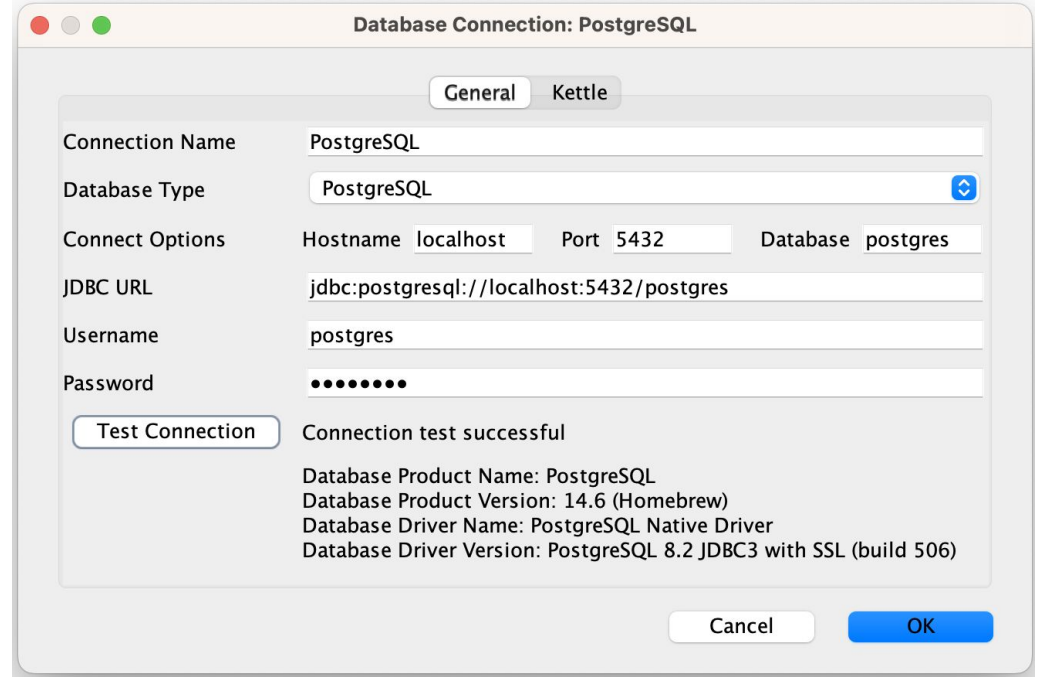 Database Connection: PostgreSQL
General Kettle
Connection Name PostgreSQL
Database Type PostgreSQL
Connect Options Hostname localhost Port 5432 Database postgres
JDBC URL jdbc:postgresql://localhost:5432/postgres
Username postgres
Password ••••••••
Test Connection Connection test successful
Database Product Name: PostgreSQL
Database Product Version: 14.6 (Homebrew)
Database Driver Name: PostgreSQL Native Driver
Database Driver Version: PostgreSQL 8.2 JDBC3 with SSL (build 506)
Cancel OK